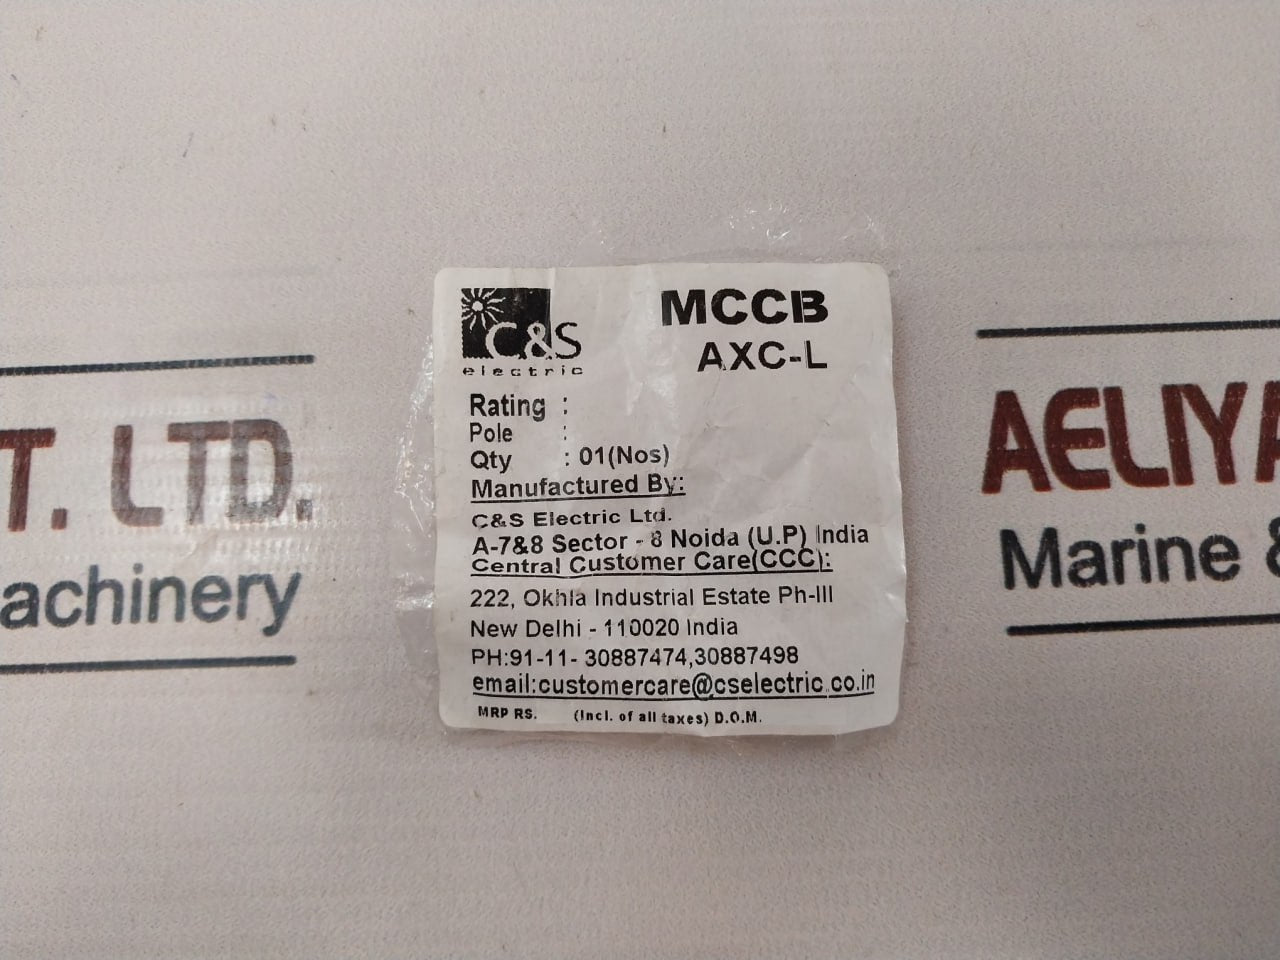 C&S
electric
MCCB
AXC-L
Rating :
Pole :
Qty : 01(Nos)
Manufactured By:
C&S Electric Ltd.
A-7&8 Sector - 8 Noida (U.P) India
Central Customer Care(CCC):
222, Okhla Industrial Estate Ph-III
New Delhi - 110020 India
PH:91-11- 30887474,30887498
email:customercare@cselectric.co.in
MRP RS. (Incl. of all taxes) D.O.M.
T. LTD.
achinery
AELIYA
Marine &